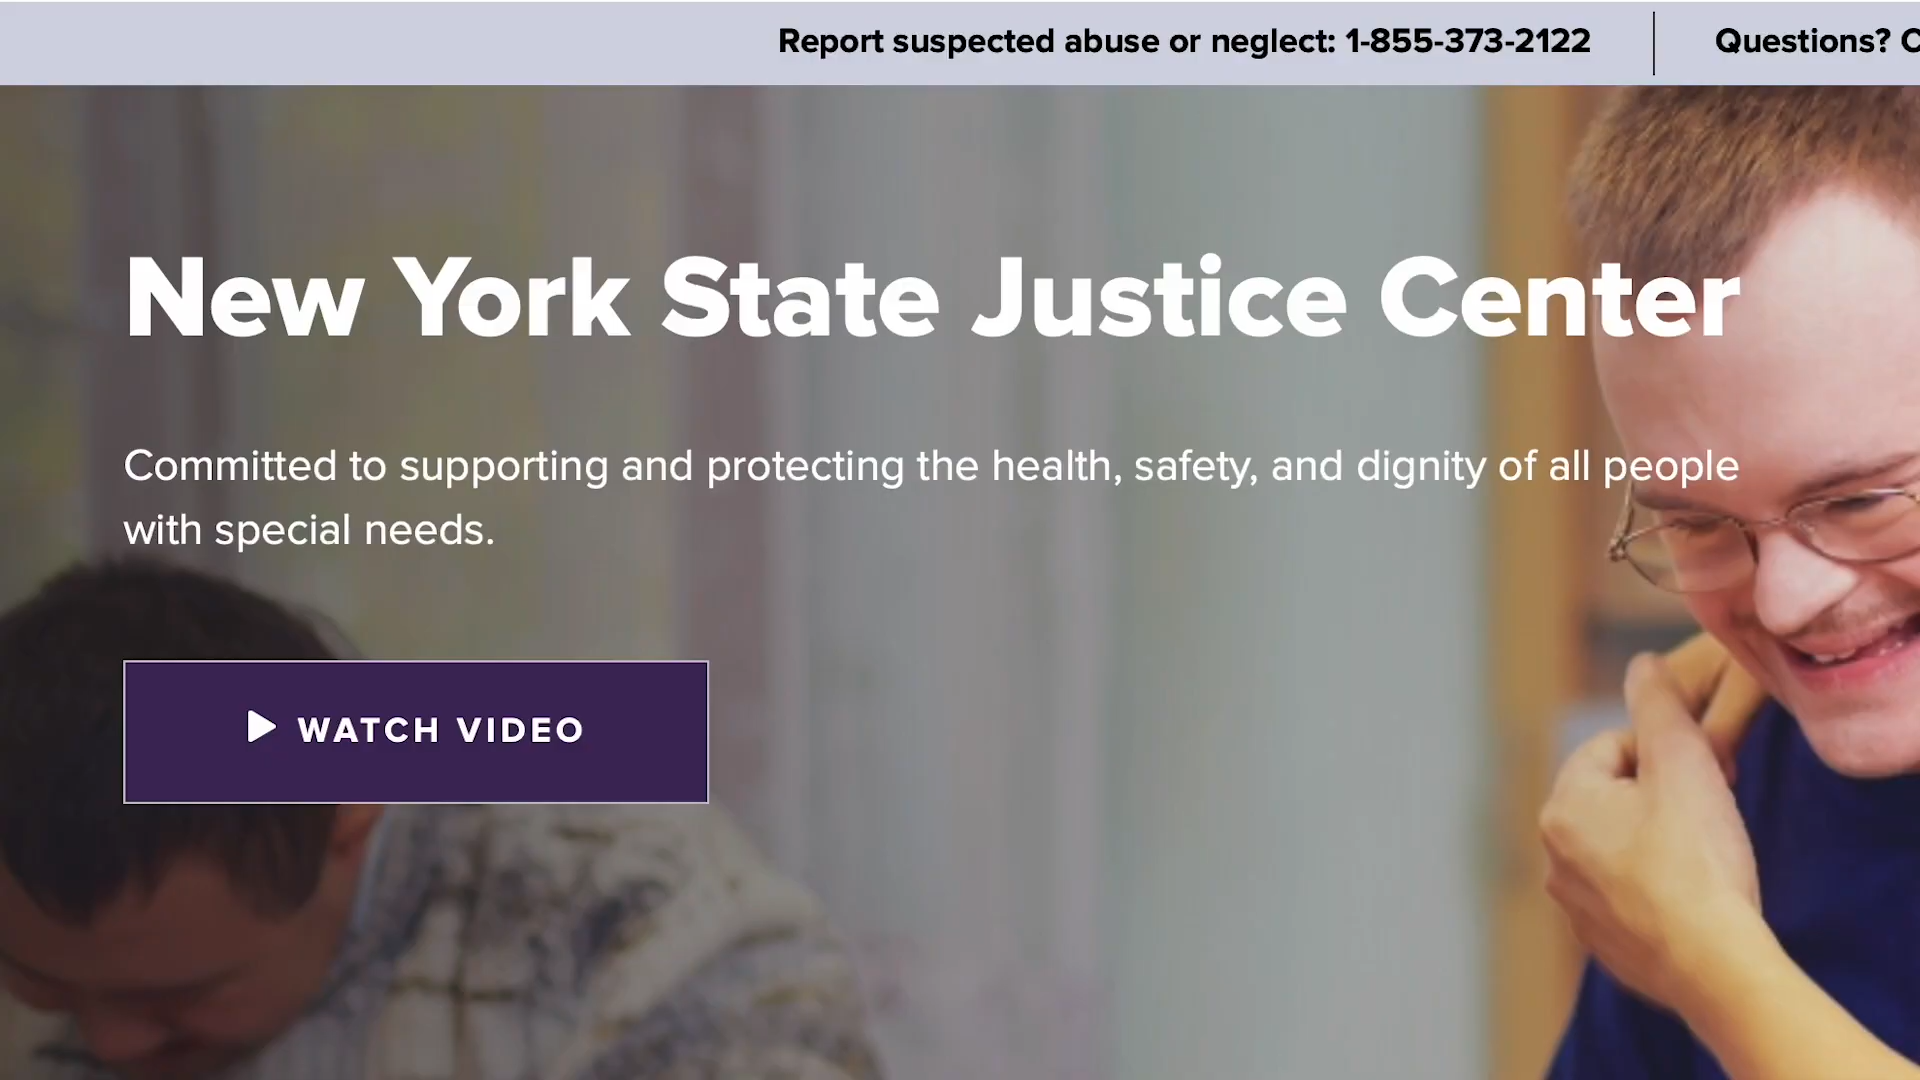 Report suspected abuse or neglect: 1-855-373-2122
Questions?
New York State Justice Center
Committed to supporting and protecting the health, safety, and dignity of all people
with special needs.
WATCH VIDEO